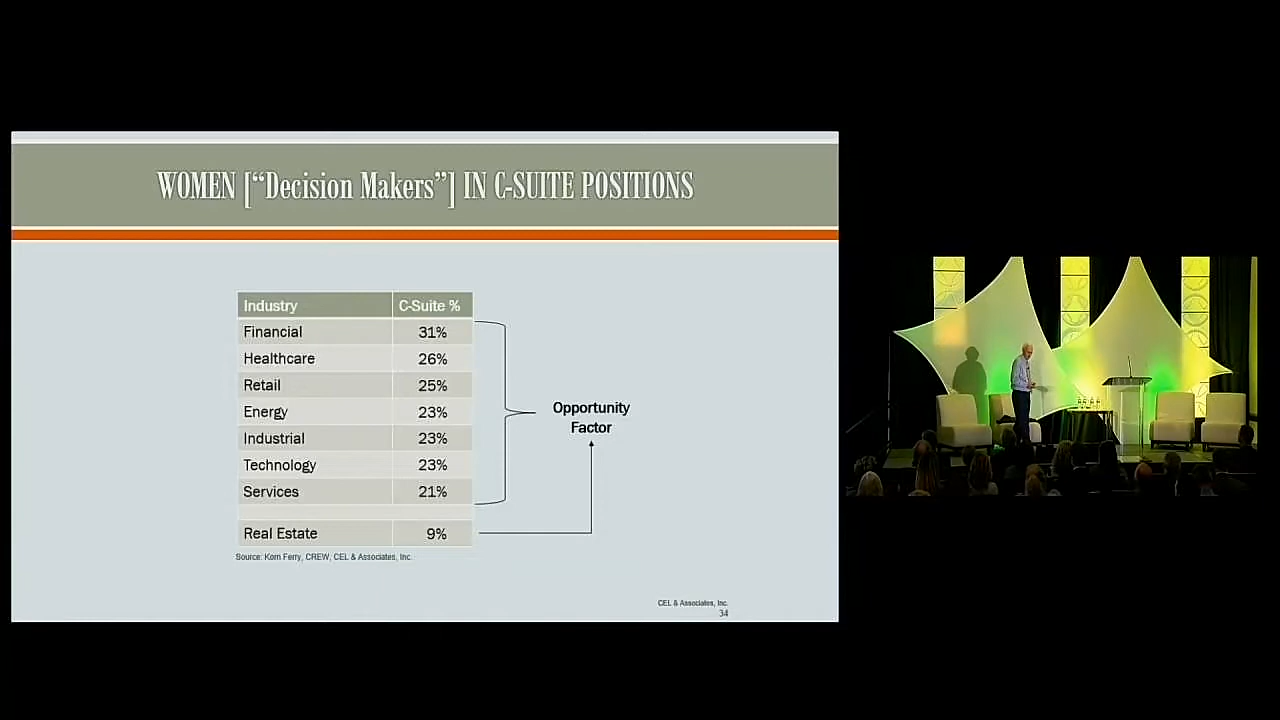 WOMEN [“Decision Makers”] IN C-SUITE POSITIONS
Industry C-Suite %
Financial 31%
Healthcare 26%
Retail 25%
Energy 23%
Industrial 23%
Technology 23%
Services 21%
Real Estate 9%
Opportunity
Factor
Source: Korn Ferry, CREW, CEL & Associates, Inc.
CEL & Associates, Inc.
34